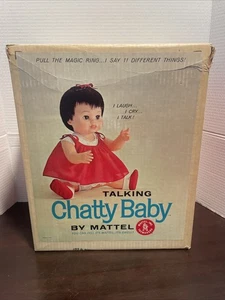 PULL THE MAGIC RING...I SAY 11 DIFFERENT THINGS!
I LAUGH...
I CRY...
I TALK!
TALKING
Chatty Baby
BY MATTEL